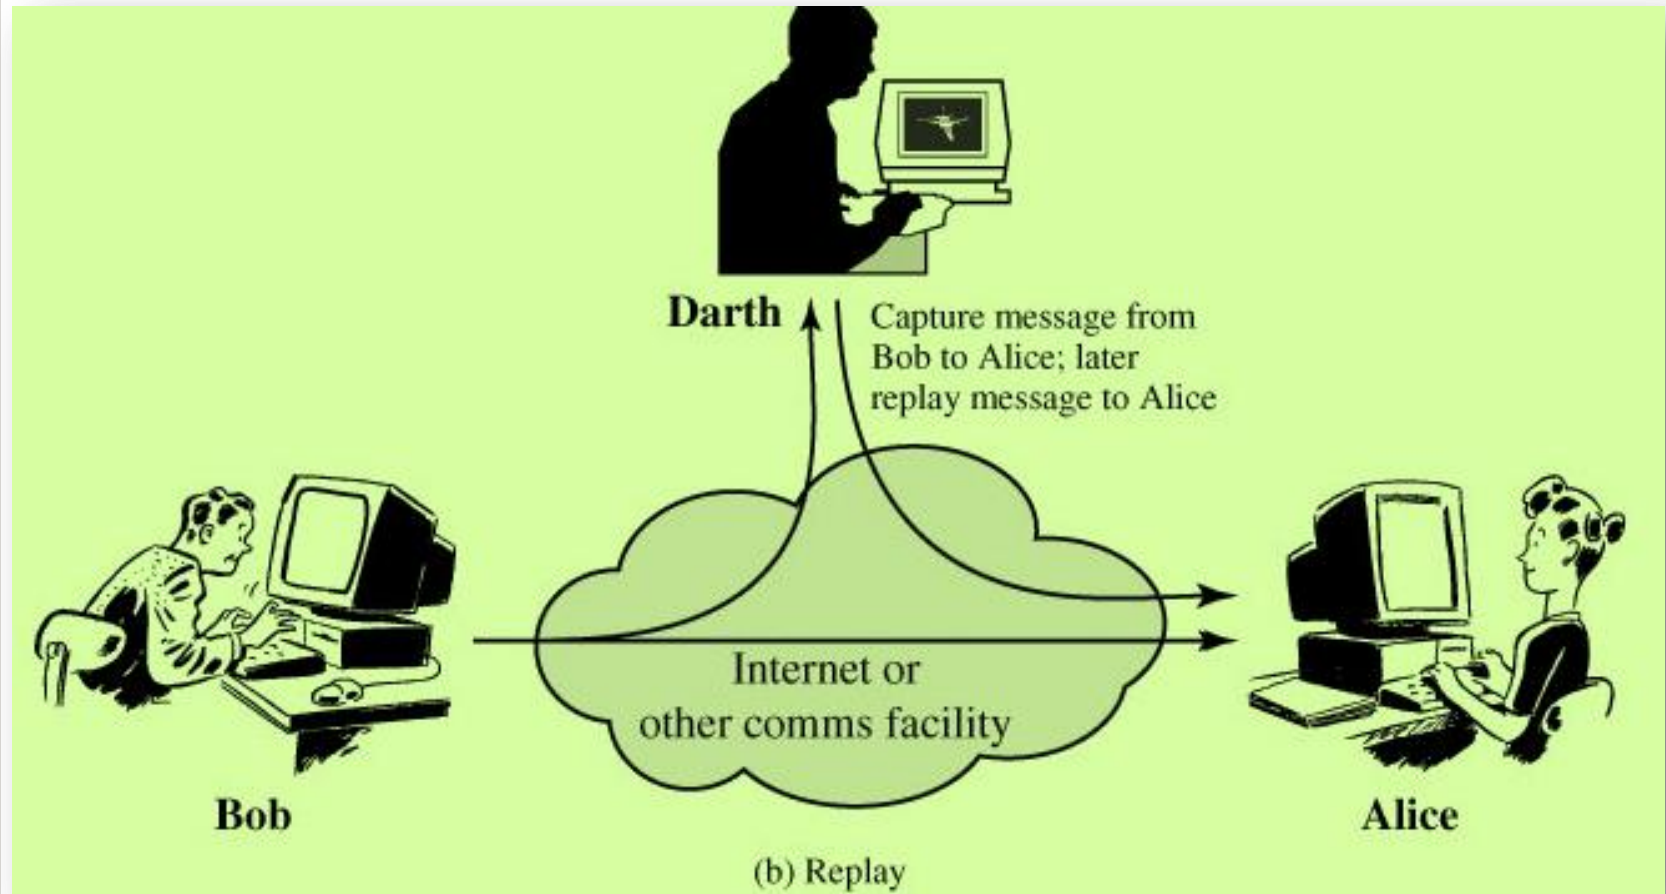 Darth
Capture message from
Bob to Alice; later
replay message to Alice
Internet or
other comms facility
Bob
Alice
(b) Replay